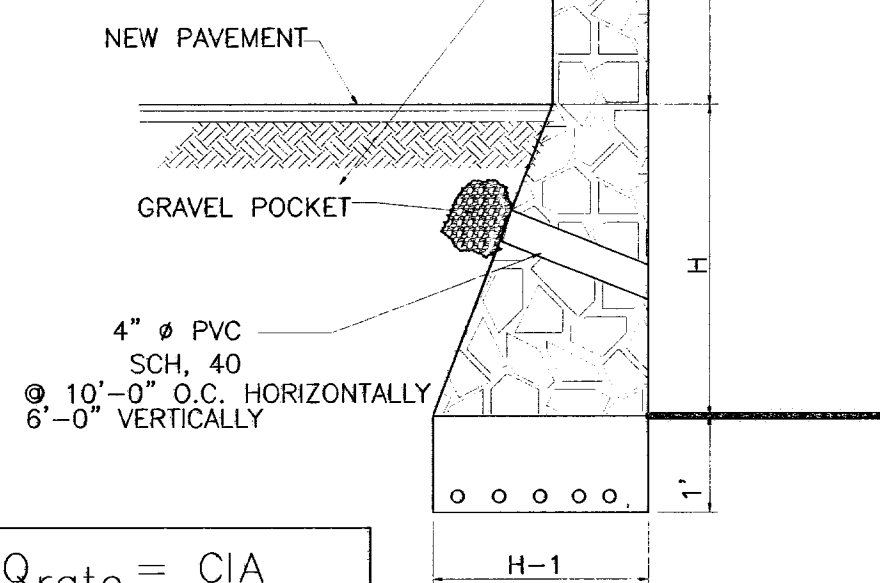 NEW PAVEMENT
GRAVEL POCKET
H
4" ø PVC
SCH, 40
@ 10'-0" O.C. HORIZONTALLY
6'-0" VERTICALLY
1'
H-1
Qrate = CIA